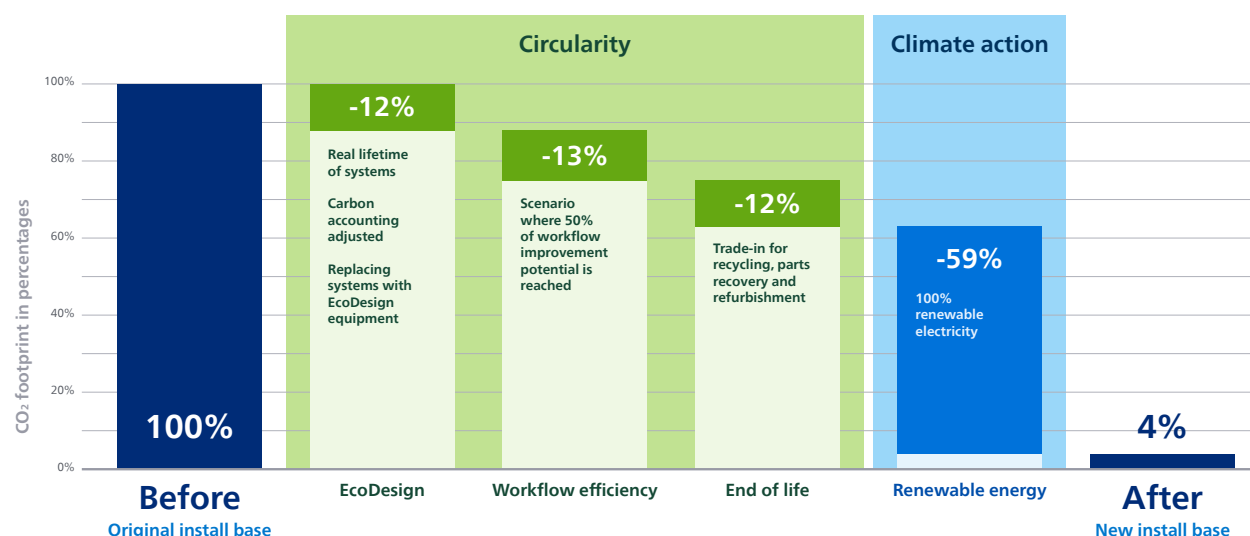 Circularity
Climate action
CO₂ footprint in percentages
100%
80%
60%
40%
20%
0%
100%
-12%
Real lifetime
of systems
Carbon
accounting
adjusted
Replacing
systems with
EcoDesign
equipment
-13%
Scenario
where 50%
of workflow
improvement
potential is
reached
-12%
Trade-in for
recycling, parts
recovery and
refurbishment
-59%
100%
renewable
electricity
4%
Before
Original install base
EcoDesign
Workflow efficiency
End of life
Renewable energy
After
New install base